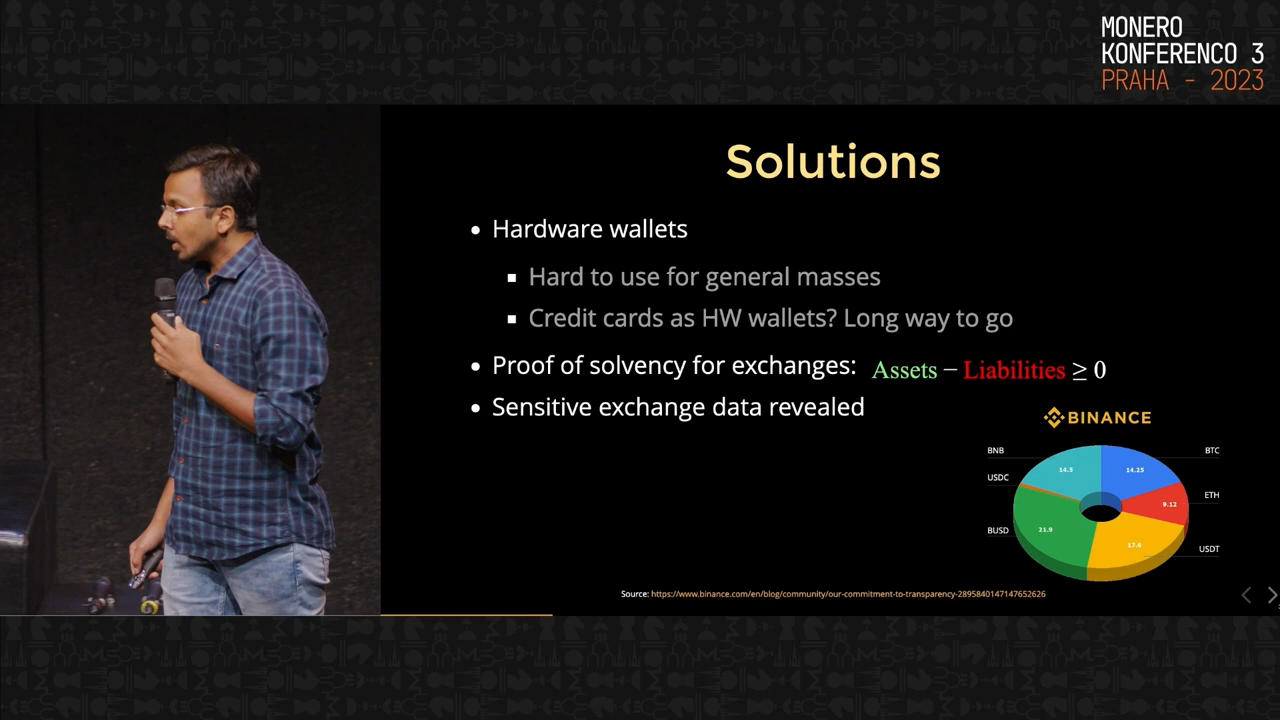 MONERO
KONFERENCO 3
PRAHA - 2023
Solutions
• Hardware wallets
▪ Hard to use for general masses
▪ Credit cards as HW wallets? Long way to go
• Proof of solvency for exchanges: Assets − Liabilities ≥ 0
• Sensitive exchange data revealed
BINANCE
BNB
BTC
14.5
14.25
USDC
ETH
9.12
BUSD
21.9
17.6
USDT
Source: https://www.binance.com/en/blog/community/our-commitment-to-transparency-2895840147147652626